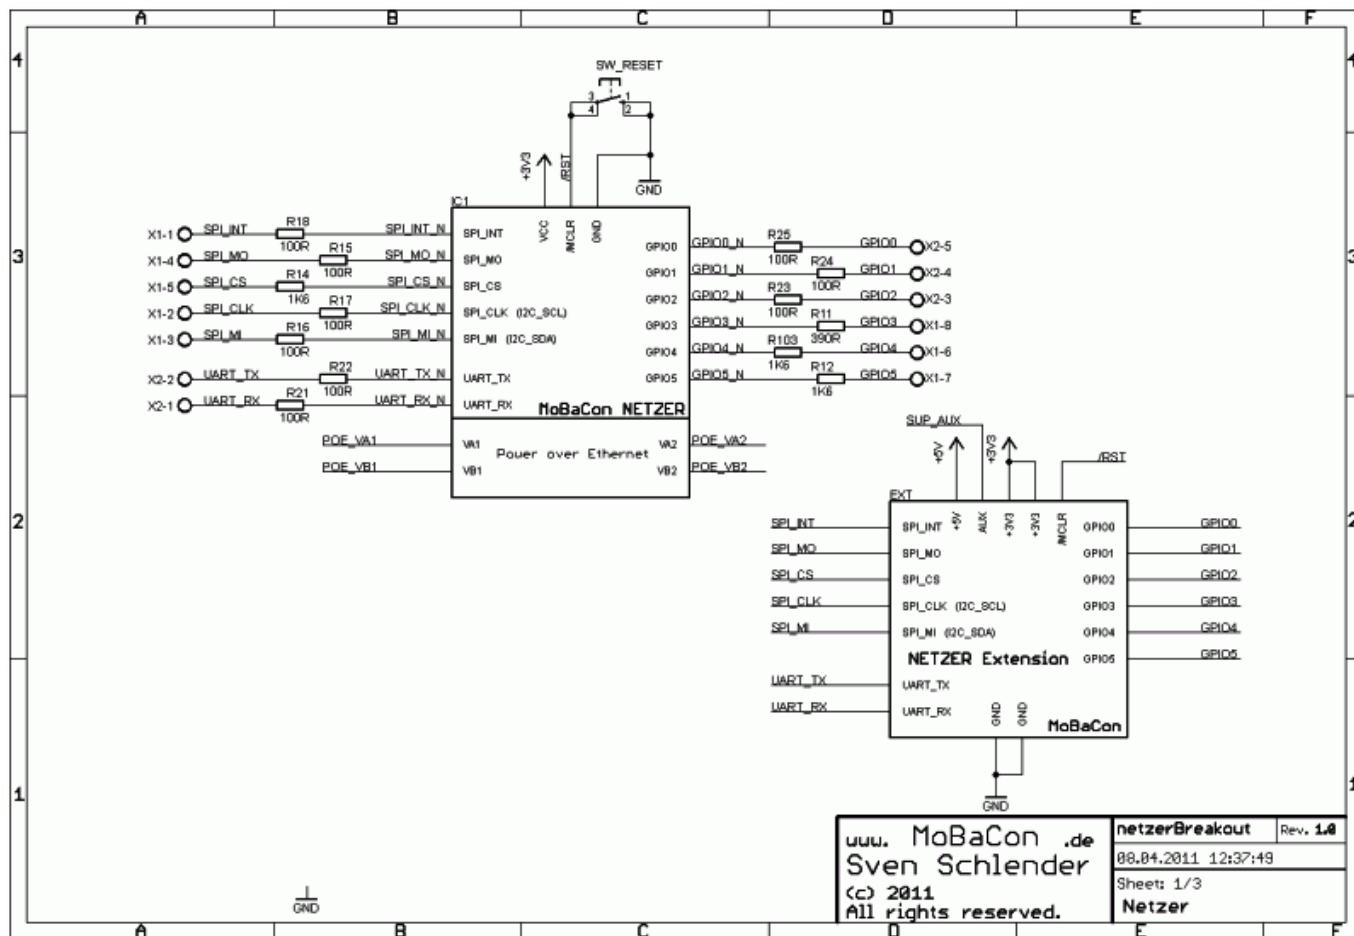 A B C D E F
4 4
SW_RESET
3 1
4 2
+3V3 /RST
GND
IC1
VCC /MCLR GND
3 3
X1-1 SPI_INT R18 100R SPI_INT_N SPI_INT
X1-4 SPI_MO R15 100R SPI_MO_N SPI_MO
X1-5 SPI_CS R14 1K6 SPI_CS_N SPI_CS
X1-2 SPI_CLK R17 100R SPI_CLK_N SPI_CLK (I2C_SCL)
X1-3 SPI_MI R16 100R SPI_MI_N SPI_MI (I2C_SDA)
X2-2 UART_TX R22 100R UART_TX_N UART_TX
X2-1 UART_RX R21 100R UART_RX_N UART_RX
GPIO0 GPIO0_N R25 100R GPIO0 X2-5
GPIO1 GPIO1_N R24 100R GPIO1 X2-4
GPIO2 GPIO2_N R23 100R GPIO2 X2-3
GPIO3 GPIO3_N R11 390R GPIO3 X1-8
GPIO4 GPIO4_N R103 1K6 GPIO4 X1-6
GPIO5 GPIO5_N R12 1K6 GPIO5 X1-7
MoBaCon NETZER
POE_VA1 VA1 VA2 POE_VA2
Power over Ethernet
POE_VB1 VB1 VB2 POE_VB2
SUP_AUX
+5V +3V3 /RST
EXT
2 2
+5V AUX +3V3 +3V3 /MCLR
SPI_INT SPI_INT GPIO0 GPIO0
SPI_MO SPI_MO GPIO1 GPIO1
SPI_CS SPI_CS GPIO2 GPIO2
SPI_CLK SPI_CLK (I2C_SCL) GPIO3 GPIO3
SPI_MI SPI_MI (I2C_SDA) GPIO4 GPIO4
NETZER Extension GPIO5 GPIO5
UART_TX UART_TX
UART_RX UART_RX
GND GND
MoBaCon
1 1
GND
www. MoBaCon .de
Sven Schlender
(c) 2011
All rights reserved.
netzerBreakout Rev. 1.0
08.04.2011 12:37:49
Sheet: 1/3
Netzer
GND
A B C D E F